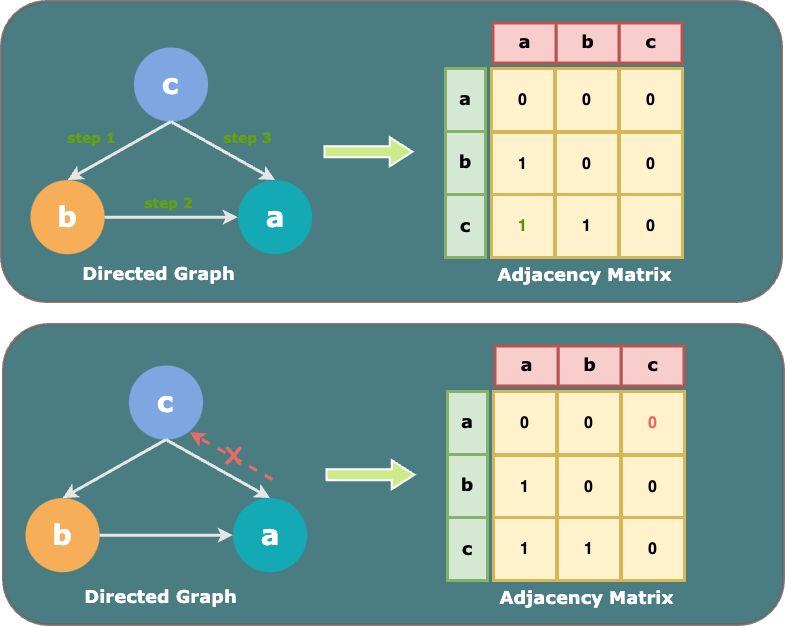 a b c
c
a 0 0 0
step 1 step 3
b 1 0 0
step 2
b a
c 1 1 0
Directed Graph
Adjacency Matrix
a b c
c
a 0 0 0
X
b 1 0 0
b a
c 1 1 0
Directed Graph
Adjacency Matrix